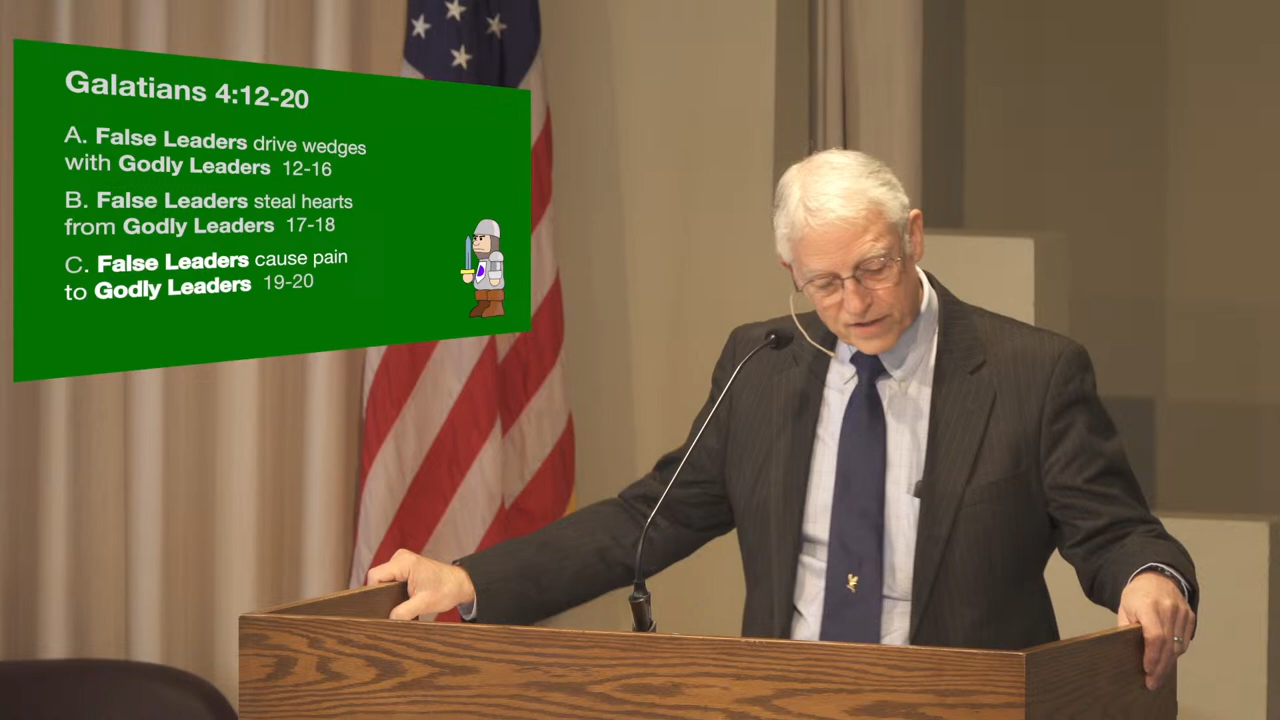 Galatians 4:12-20
A. False Leaders drive wedges
with Godly Leaders 12-16
B. False Leaders steal hearts
from Godly Leaders 17-18
C. False Leaders cause pain
to Godly Leaders 19-20